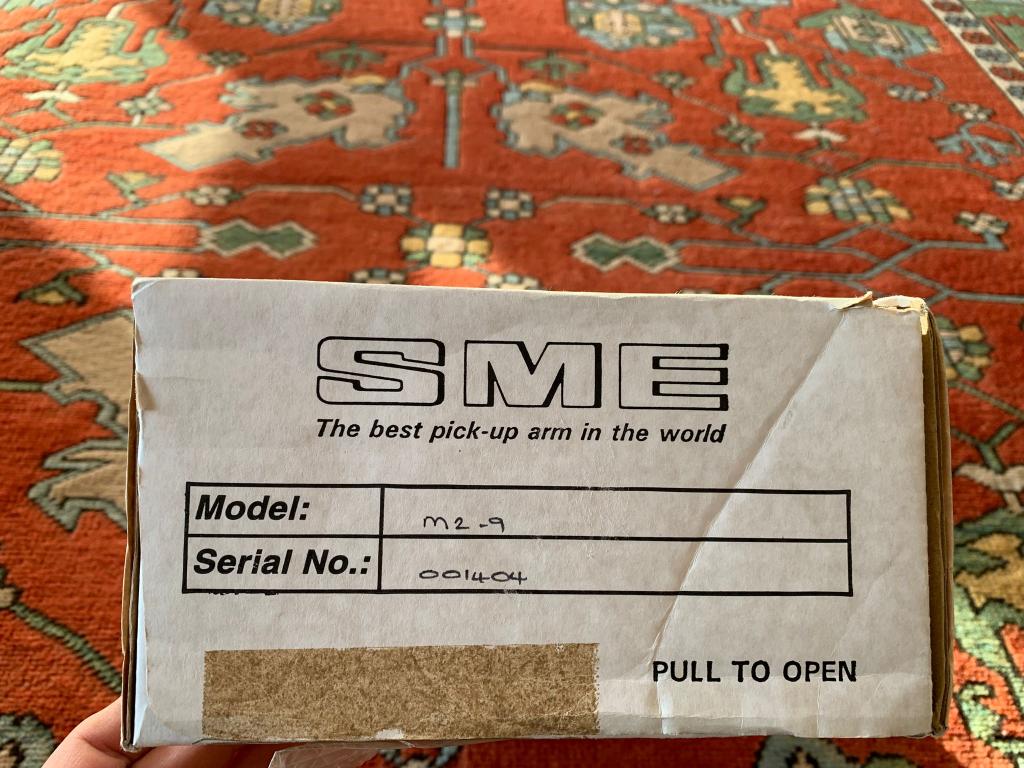 SME
The best pick-up arm in the world
Model: M2-9
Serial No.: 001404
PULL TO OPEN